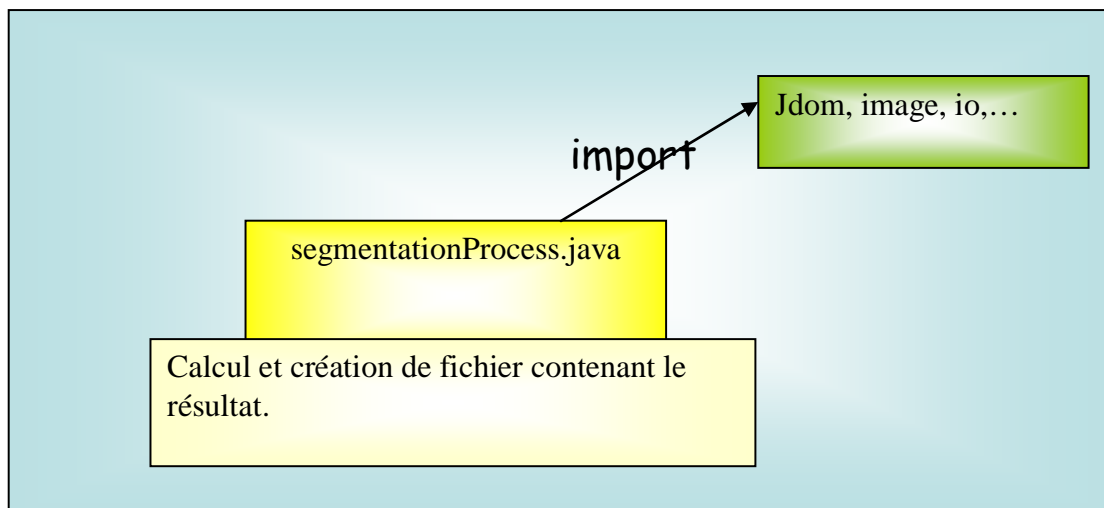 Jdom, image, io,…
import
segmentationProcess.java
Calcul et création de fichier contenant le
résultat.